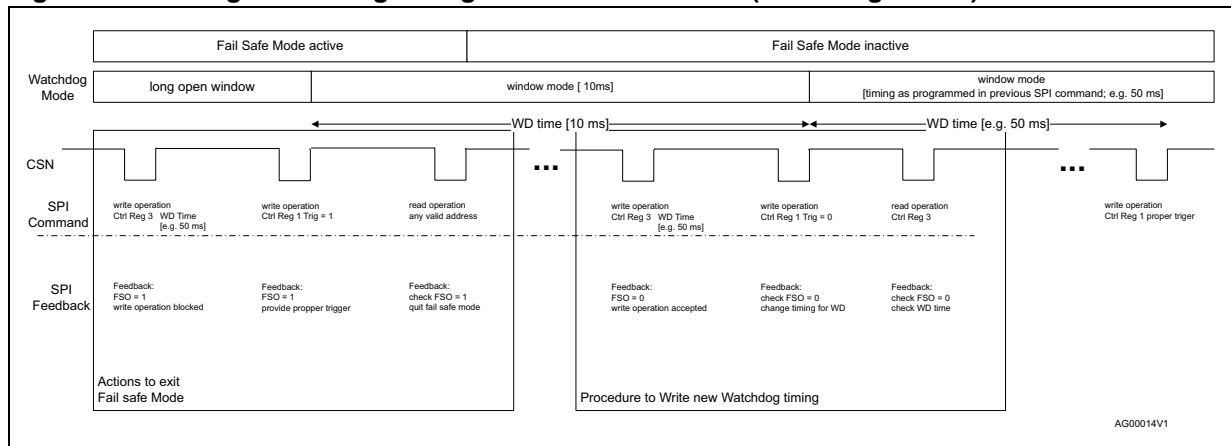 Fail Safe Mode active
Fail Safe Mode inactive
Watchdog
Mode
long open window
window mode [ 10ms]
window mode
[timing as programmed in previous SPI command; e.g. 50 ms]
WD time [10 ms]
WD time [e.g. 50 ms]
CSN
...
...
SPI
Command
write operation
Ctrl Reg 3 WD Time
[e.g. 50 ms]
write operation
Ctrl Reg 1 Trig = 1
read operation
any valid address
write operation
Ctrl Reg 3 WD Time
[e.g. 50 ms]
write operation
Ctrl Reg 1 Trig = 0
read operation
Ctrl Reg 3
write operation
Ctrl Reg 1 proper triger
SPI
Feedback
Feedback:
FSO = 1
write operation blocked
Feedback:
FSO = 1
provide propper trigger
Feedback:
check FSO = 1
quit fail safe mode
Feedback:
FSO = 0
write operation accepted
Feedback:
check FSO = 0
change timing for WD
Feedback:
check FSO = 0
check WD time
Actions to exit
Fail safe Mode
Procedure to Write new Watchdog timing
AG00014V1